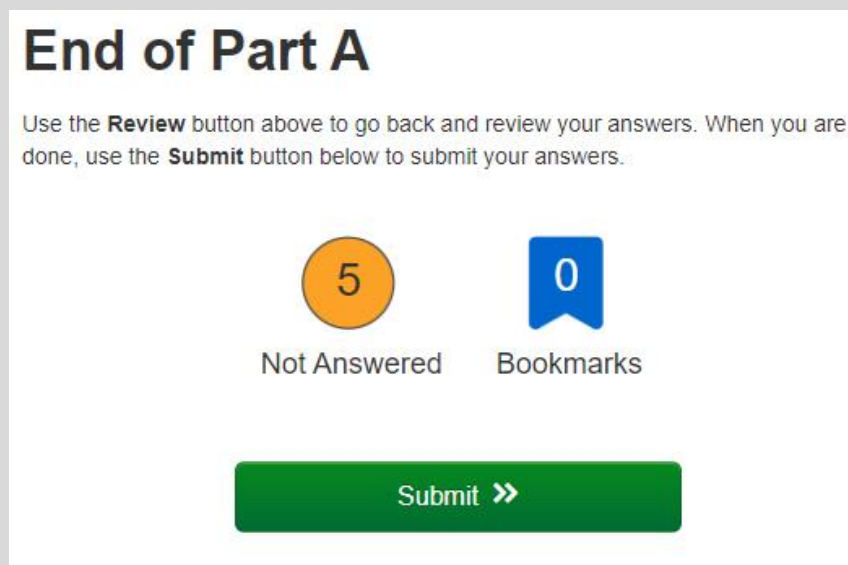 End of Part A
Use the Review button above to go back and review your answers. When you are
done, use the Submit button below to submit your answers.
5 0
Not Answered Bookmarks
Submit »